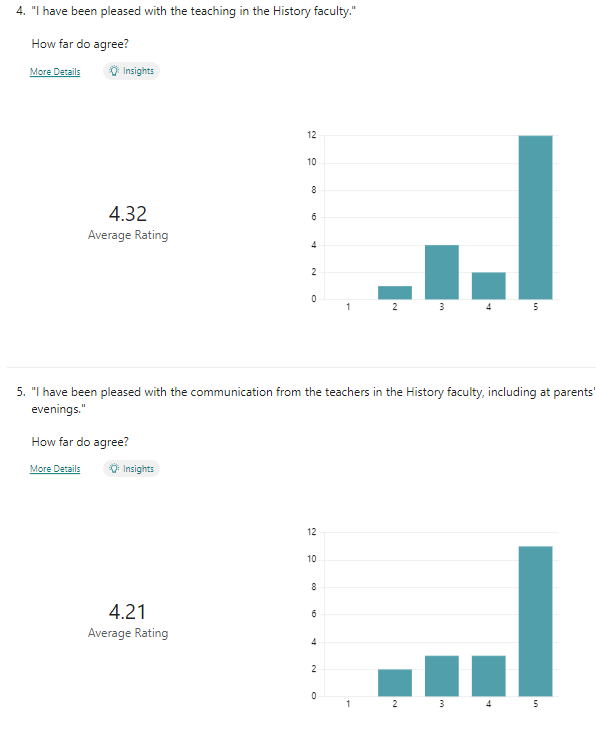 4. "I have been pleased with the teaching in the History faculty."
How far do agree?
More Details
Insights
12
10
8
6
4
2
0
1 2 3 4 5
4.32
Average Rating
5. "I have been pleased with the communication from the teachers in the History faculty, including at parents'
evenings."
How far do agree?
More Details
Insights
12
10
8
6
4
2
0
1 2 3 4 5
4.21
Average Rating